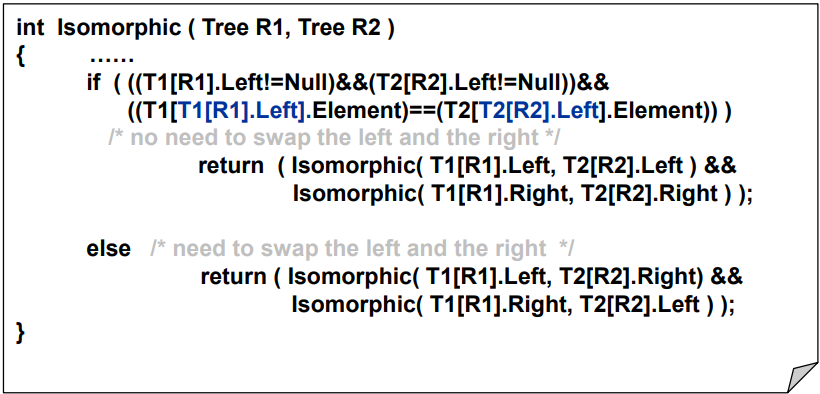 int Isomorphic ( Tree R1, Tree R2 )
{ ……
if ( ((T1[R1].Left!=Null)&&(T2[R2].Left!=Null))&&
((T1[T1[R1].Left].Element)==(T2[T2[R2].Left].Element)) )
/* no need to swap the left and the right */
return ( Isomorphic( T1[R1].Left, T2[R2].Left ) &&
Isomorphic( T1[R1].Right, T2[R2].Right ) );
else /* need to swap the left and the right */
return ( Isomorphic( T1[R1].Left, T2[R2].Right) &&
Isomorphic( T1[R1].Right, T2[R2].Left ) );
}